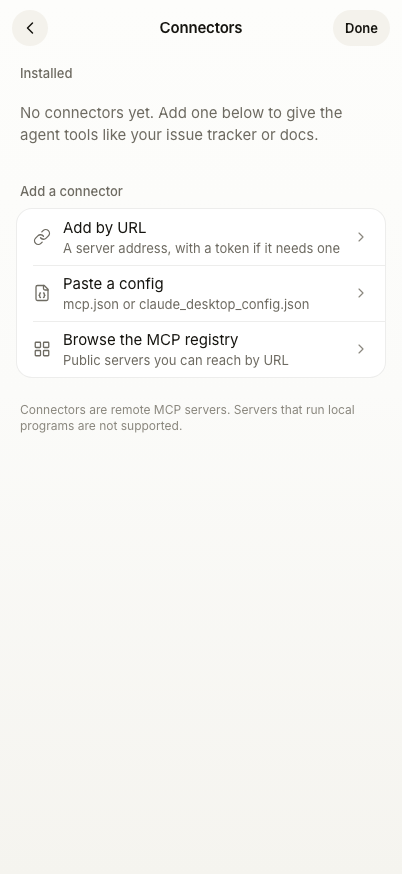 Connectors
Done
Installed
No connectors yet. Add one below to give the
agent tools like your issue tracker or docs.
Add a connector
Add by URL
A server address, with a token if it needs one
Paste a config
mcp.json or claude_desktop_config.json
Browse the MCP registry
Public servers you can reach by URL
Connectors are remote MCP servers. Servers that run local
programs are not supported.